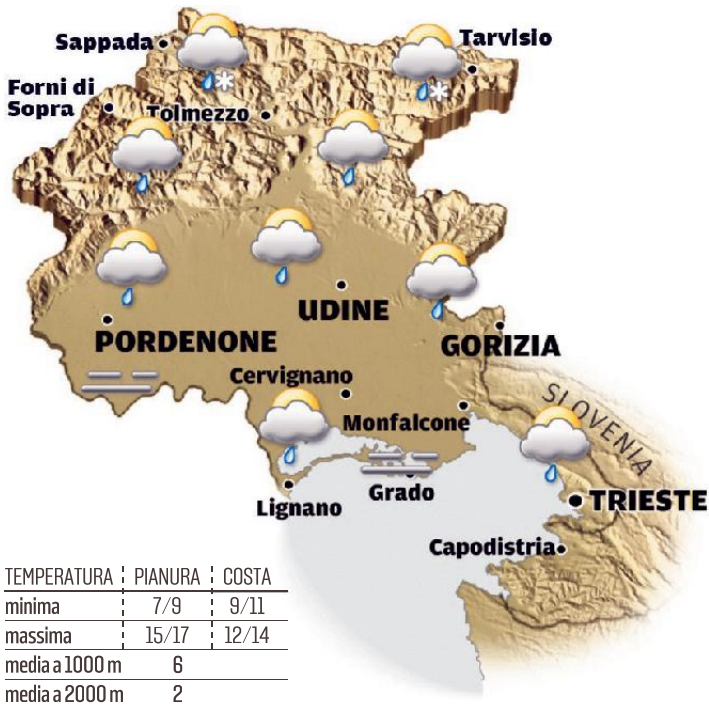 Sappada
Tarvisio
Forni di
Sopra
Tolmezzo
UDINE
PORDENONE
GORIZIA
Cervignano
SLOVENIA
Monfalcone
Grado
Lignano
TRIESTE
Capodistria
TEMPERATURA PIANURA COSTA
minima 7/9 9/11
massima 15/17 12/14
media a 1000 m 6
media a 2000 m 2